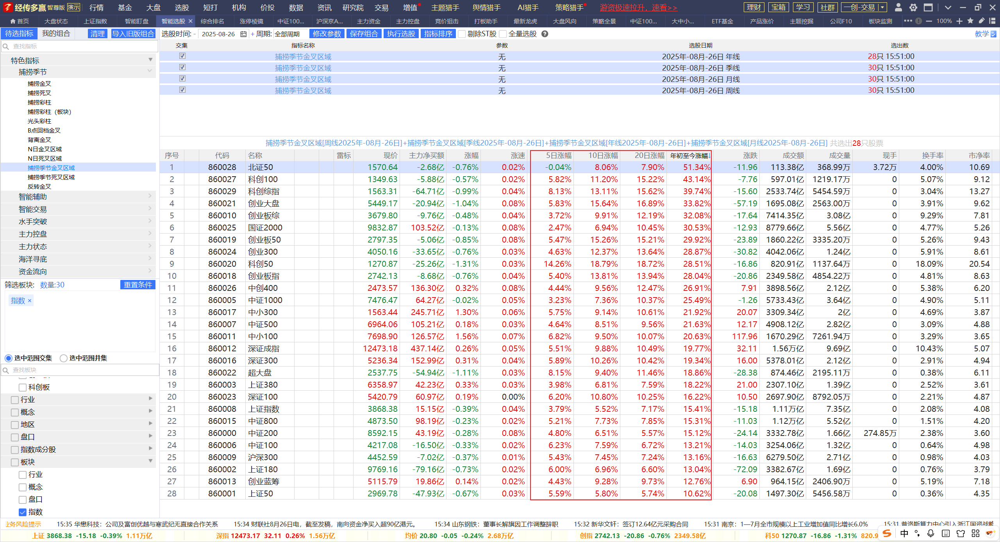 经传多赢 智尊版 演示 行情 基金 大盘 选股 短打 机构 价投 数据 资讯 研究院 交易 增值 主题猎手 舆情猎手 AI猎手 策略猎手 游资极速拉升，速看>> 理财 宝箱 学习 社群 一创-交易
首页 大盘状态 上证指数 智能盯盘 智能选股 × 综合排名 涨停棱镜 中证100... 沪深京A... 主力资金 主力控盘 竞价狙击 打板助手 最新龙虎 大盘风向 策略全景 中证100... 大中小... ETF基金 产品涨价 主题挖掘 公司F10 板块监测 100%
待选指标 我的组合 清理 导入旧版组合 选股时间: - 2025-08-26 + 周期: 全部周期 修改参数 保存组合 执行选股 指标排序 剔除ST股 全量选股 教学
查找指标
特色指标
捕捞季节
捕捞金叉
捕捞死叉
捕捞彩柱
捕捞彩柱（板块）
光头彩柱
B点回档金叉
背离金叉
N日金叉区域
N日死叉区域
捕捞季节金叉区域
捕捞季节死叉区域
反转金叉
智能辅助
智能交易
水手突破
主力控盘
主力状态
海洋寻底
资金流向
筛选板块: 数量:30 重置条件
指数 ×
选中范围交集 选中范围并集
查找板块
科创板
行业
概念
地区
盘口
指数成分股
板块
行业
概念
盘口
指数
交集 指标名称 参数 选股日期 选出数
捕捞季节金叉区域 无 2025年-08月-26日 年线 28只 15:51:00
捕捞季节金叉区域 无 2025年-08月-26日 季线 30只 15:51:00
捕捞季节金叉区域 无 2025年-08月-26日 月线 30只 15:51:00
捕捞季节金叉区域 无 2025年-08月-26日 周线 30只 15:51:00
捕捞季节金叉区域[周线2025年-08月-26日]+捕捞季节金叉区域[季线2025年-08月-26日]+捕捞季节金叉区域[年线2025年-08月-26日]+捕捞季节金叉区域[月线2025年-08月-26日] 共选出28只股票
序号 代码 名称 雷标 现价 主力净买额 涨幅 涨速 5日涨幅 10日涨幅 20日涨幅 年初至今涨幅↓ 涨跌 成交额 成交量 现手 换手率 市净率
1 860028 北证50 1570.64 -2.68亿 -0.76% 0.02% -0.04% 8.06% 7.90% 51.34% -11.96 113.38亿 368.99万 3.72万 4.00% 10.69
2 860027 科创100 1349.63 -5.88亿 -0.57% 0.02% 5.82% 11.20% 15.22% 43.14% -7.76 597.01亿 1219.17万 0 5.07% 9.12
3 860029 科创综指 1563.31 -64.71亿 -0.99% 0.04% 8.13% 13.11% 15.62% 39.74% -15.60 2533.74亿 5454.59万 0 3.04% 13.27
4 860021 创业大盘 5449.17 -20.94亿 -1.04% 0.08% 5.83% 15.64% 16.89% 33.82% -57.19 1695.08亿 2563.00万 0 3.91% 9.62
5 860010 创业板综 3679.80 -9.76亿 -0.48% 0.04% 3.72% 9.91% 12.19% 32.08% -17.64 7414.35亿 3.08亿 0 9.29% 7.81
6 860025 国证2000 9832.87 103.52亿 -0.13% 0.08% 2.47% 6.94% 10.45% 30.53% -12.93 8779.66亿 5.56亿 0 4.77% 5.26
7 860019 创业板50 2797.35 -5.06亿 -0.85% 0.08% 5.47% 15.26% 15.21% 29.92% -23.89 1860.22亿 3335.20万 0 5.26% 9.43
8 860024 创业300 4050.16 -33.65亿 -0.76% 0.03% 4.63% 12.37% 13.64% 28.87% -30.82 4042.06亿 1.24亿 0 5.91% 8.61
9 860020 科创50 1270.87 -25.26亿 -1.31% 0.03% 14.26% 18.79% 18.72% 28.51% -16.86 820.91亿 1137.64万 0 18.09% 20.54
10 860018 创业板指 2742.13 -8.68亿 -0.76% 0.04% 5.40% 13.81% 13.94% 28.04% -20.86 2349.58亿 4854.22万 0 4.81% 8.63
11 860026 中创400 2473.57 136.30亿 0.32% 0.08% 4.44% 9.56% 12.47% 26.91% 7.91 3898.56亿 2.12亿 0 5.38% 6.20
12 860005 中证1000 7476.47 64.27亿 -0.02% 0.05% 3.23% 7.36% 10.37% 25.49% -1.26 5733.43亿 3.64亿 0 4.90% 5.11
13 860017 中小300 1563.44 245.71亿 1.30% 0.06% 5.75% 9.14% 10.61% 21.92% 20.07 3309.34亿 2亿 0 4.69% 3.87
14 860007 中证500 6964.06 105.21亿 0.18% 0.03% 4.64% 8.51% 9.56% 21.63% 12.17 4908.12亿 2.82亿 0 3.09% 4.88
15 860011 中小100 7698.90 126.57亿 1.56% 0.07% 6.82% 9.50% 10.07% 20.63% 117.96 1670.29亿 7261.94万 0 3.29% 3.65
16 860012 深证成指 12473.18 437.14亿 0.26% 0.05% 5.51% 9.88% 10.49% 19.77% 32.11 1.56万亿 9.69亿 0 10.43% 5.07
17 860016 深证300 5236.34 152.99亿 0.31% 0.04% 5.89% 10.26% 10.42% 19.34% 16.00 5378.01亿 2.12亿 0 2.91% 4.94
18 860022 超大盘 2537.75 -54.94亿 -1.11% 0.03% 8.15% 9.40% 11.46% 18.86% -28.38 874.46亿 2195.11万 0 0.38% 6.11
19 860003 上证380 6358.97 42.23亿 0.33% 0.03% 3.98% 6.81% 7.59% 18.22% 21.00 2307.10亿 1.39亿 0 2.52% 3.61
20 860023 深证100 5420.79 60.97亿 0.19% 0.00% 6.20% 10.80% 10.25% 16.22% 10.50 2697.90亿 8792.05万 0 2.21% 4.87
21 860008 上证指数 3868.38 15.15亿 -0.39% 0.04% 3.79% 5.52% 7.17% 15.41% -15.18 1.11万亿 7.35亿 0 2.08% 4.08
22 860015 中证800 4873.50 98.19亿 -0.23% 0.02% 5.21% 7.73% 7.85% 15.31% -11.03 1.12万亿 5.52亿 0 1.51% 4.20
23 860000 中证200 8592.15 43.19亿 -0.28% 0.08% 4.80% 6.51% 5.57% 15.12% -24.14 3332.78亿 1.66亿 274.85万 2.38% 3.60
24 860006 中证100 4217.08 -16.50亿 -0.33% 0.02% 6.23% 7.59% 6.72% 13.21% -14.03 3254.06亿 1.32亿 0 0.64% 4.98
25 860009 沪深300 4452.59 -7.02亿 -0.37% 0.01% 5.43% 7.45% 7.24% 13.16% -16.63 6279.50亿 2.71亿 0 0.98% 4.03
26 860002 上证180 9769.16 -79.16亿 -0.73% 0.02% 6.00% 6.96% 6.60% 13.04% -72.09 3382.67亿 1.69亿 0 0.76% 3.79
27 860013 创业蓝筹 5115.79 19.86亿 0.14% 0.02% 4.43% 9.28% 9.73% 12.76% 6.90 964.15亿 2406.90万 0 5.19% 7.18
28 860001 上证50 2969.78 -47.93亿 -0.67% 0.03% 5.59% 5.80% 5.74% 10.62% -20.08 1497.30亿 5456.58万 0 0.36% 4.35
业务风险提示 15:35 华懋科技：公司及富创优越与寒武纪无直接合作关系 15:34 财联社8月26日电，截至发稿，南向资金净买入超90亿港元。 15:34 山东钢铁：董事长解旗因工作调整辞职 15:32 新华文轩：签订12.64亿元采购合同 15:31 南京：1—7月全市规模以上工业增加值同比增长6.0% 15:31 普洛斯算力中心引入浙江国资战略
上证 3868.38 -15.18 -0.39% 1.11万亿 深指 12473.17 32.11 0.26% 1.56万亿 均价 20.80 -0.05 -0.24% 2.68万亿 创指 2742.13 -20.86 -0.76% 2349.58亿 科50 1270.87 -16.86 -1.31% 820.9 中